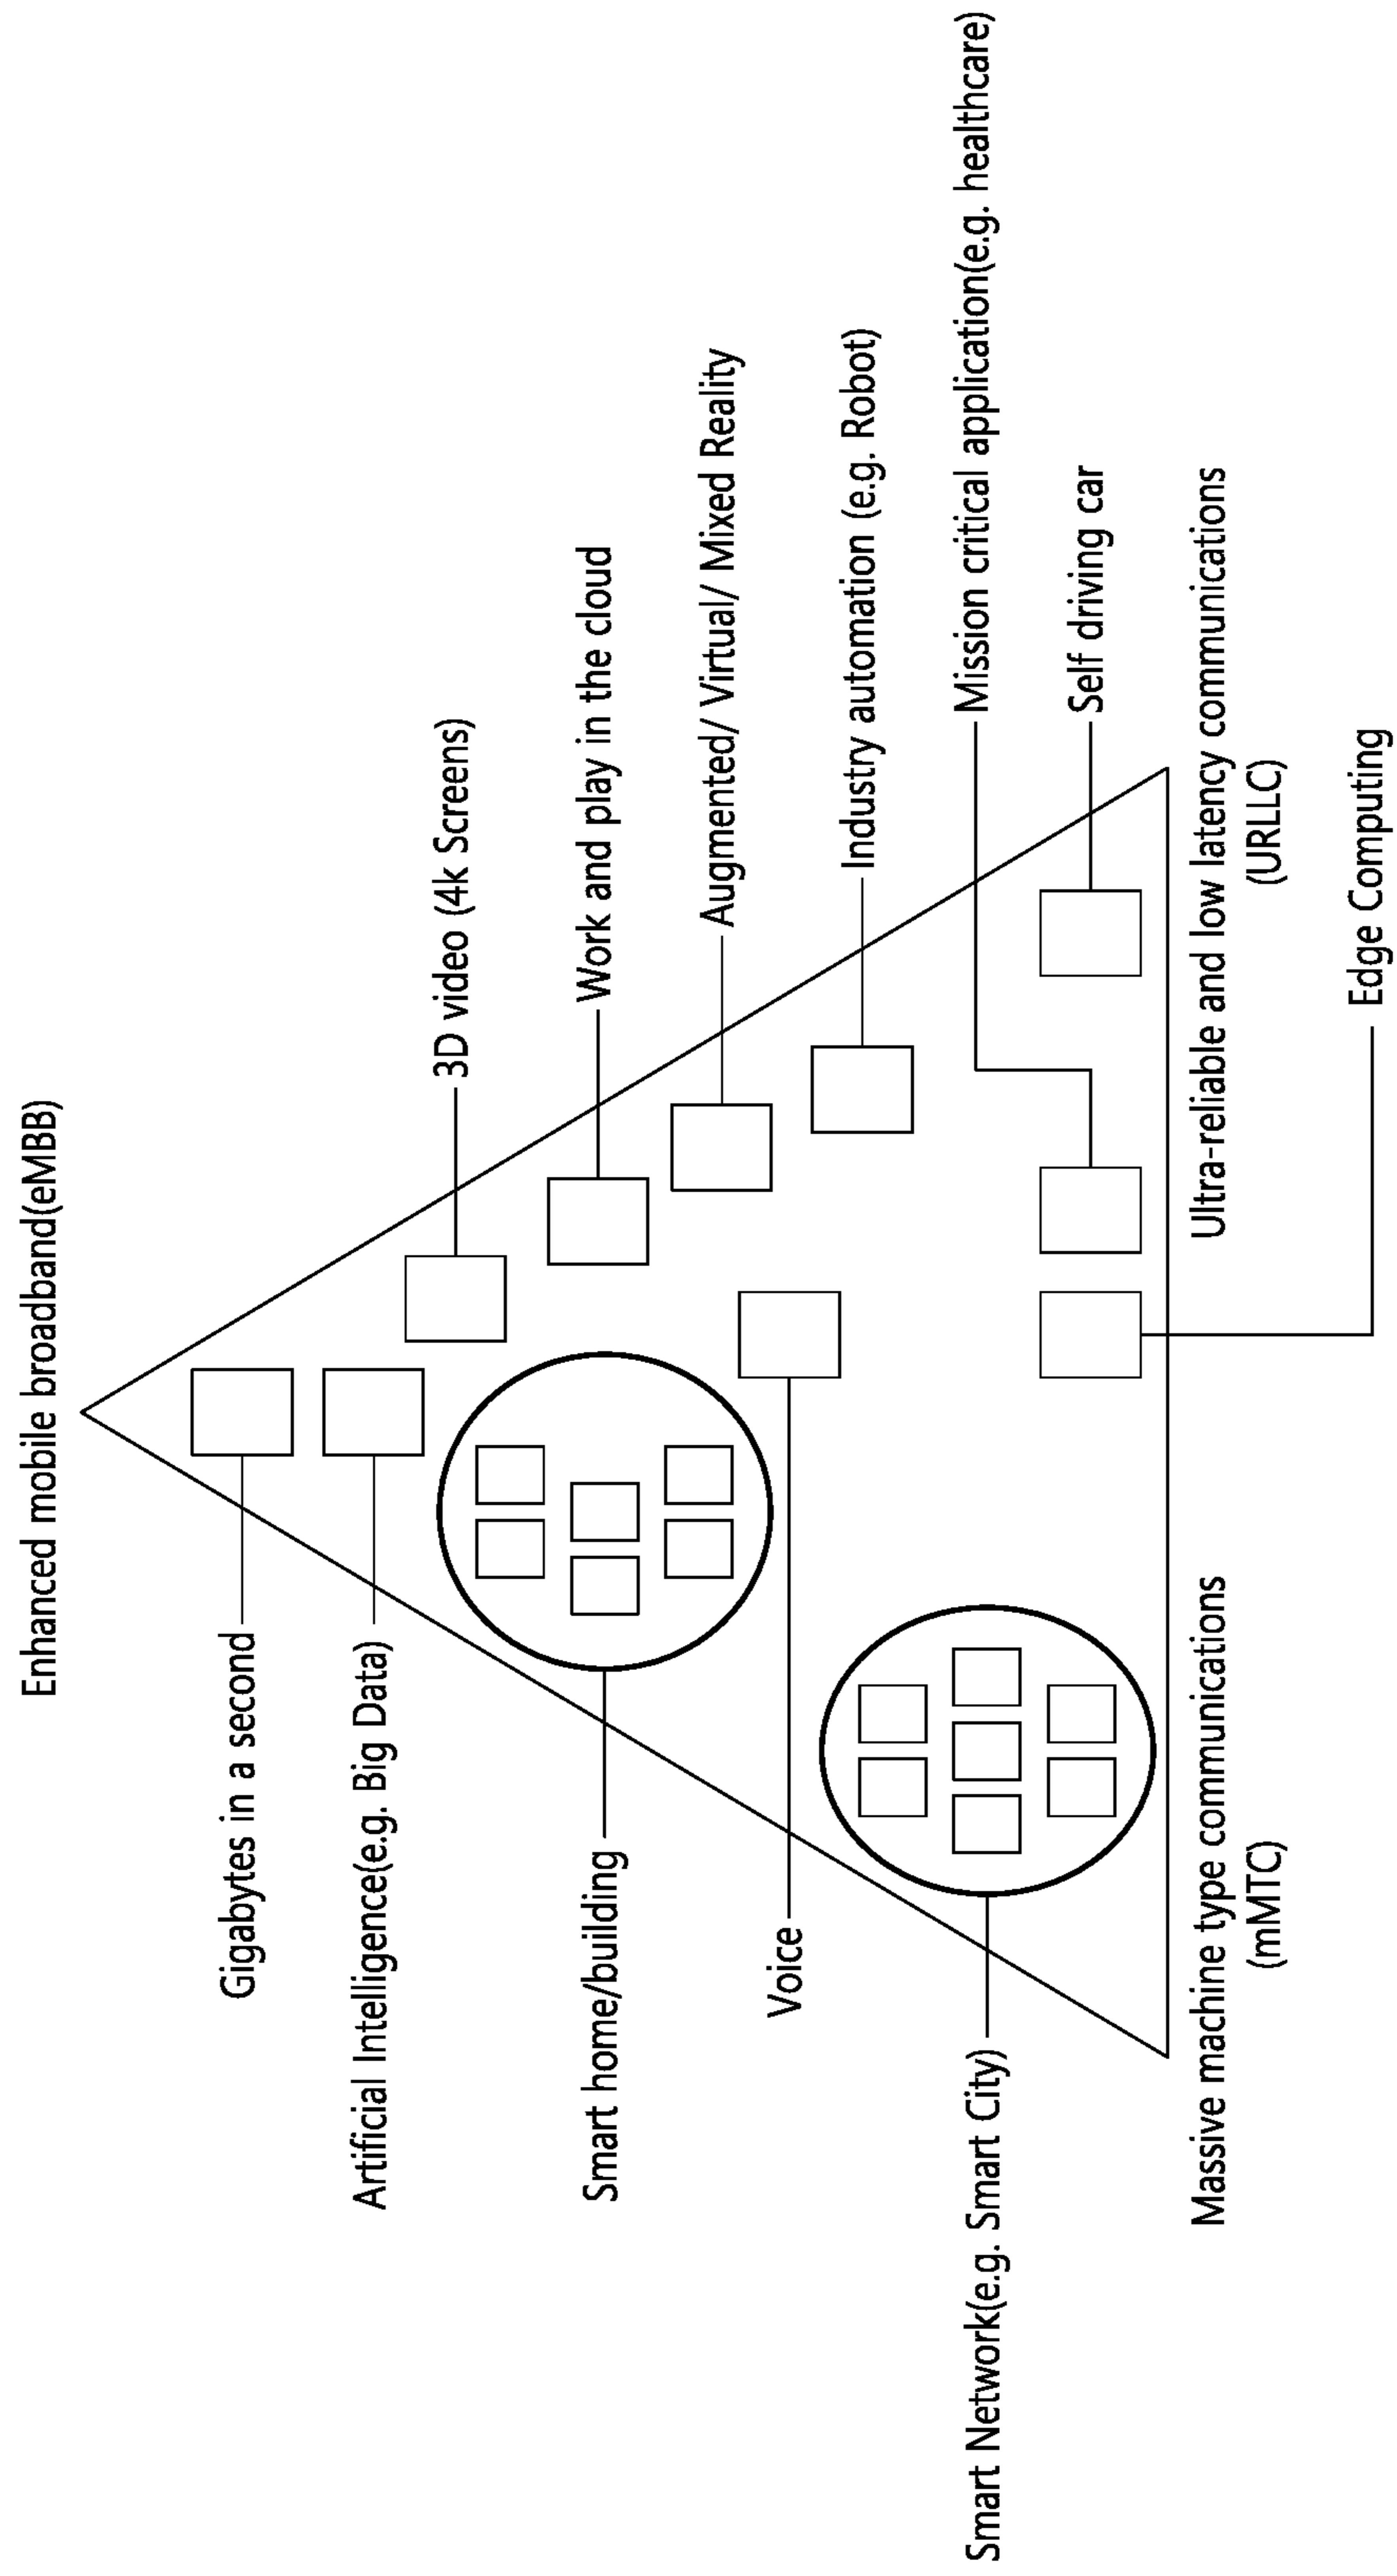 Enhanced mobile broadband(eMBB)
Gigabytes in a second
Artificial Intelligence(e.g. Big Data)
3D video (4k Screens)
Smart home/building
Work and play in the cloud
Augmented/ Virtual/ Mixed Reality
Voice
Industry automation (e.g. Robot)
Smart Network(e.g. Smart City)
Mission critical application(e.g. healthcare)
Self driving car
Massive machine type communications
(mMTC)
Ultra-reliable and low latency communications
(URLLC)
Edge Computing